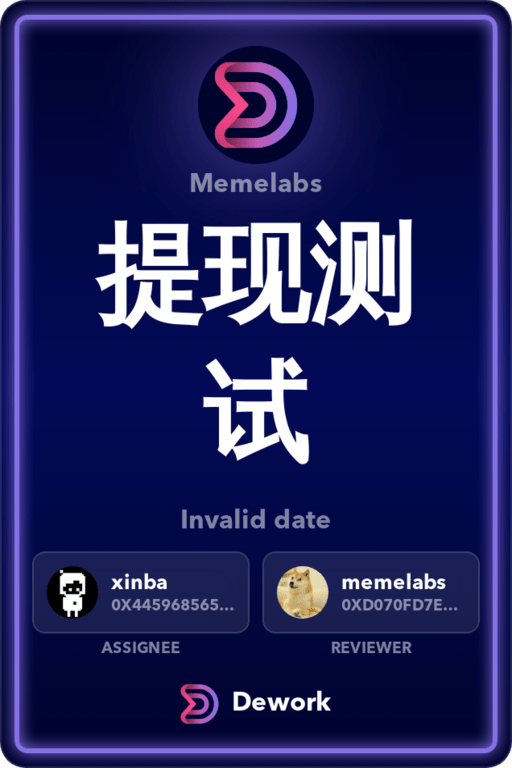 Memelabs
提现测
试
Invalid date
xinba
0X445968565...
memelabs
0XD070FD7E...
ASSIGNEE
REVIEWER
Dework